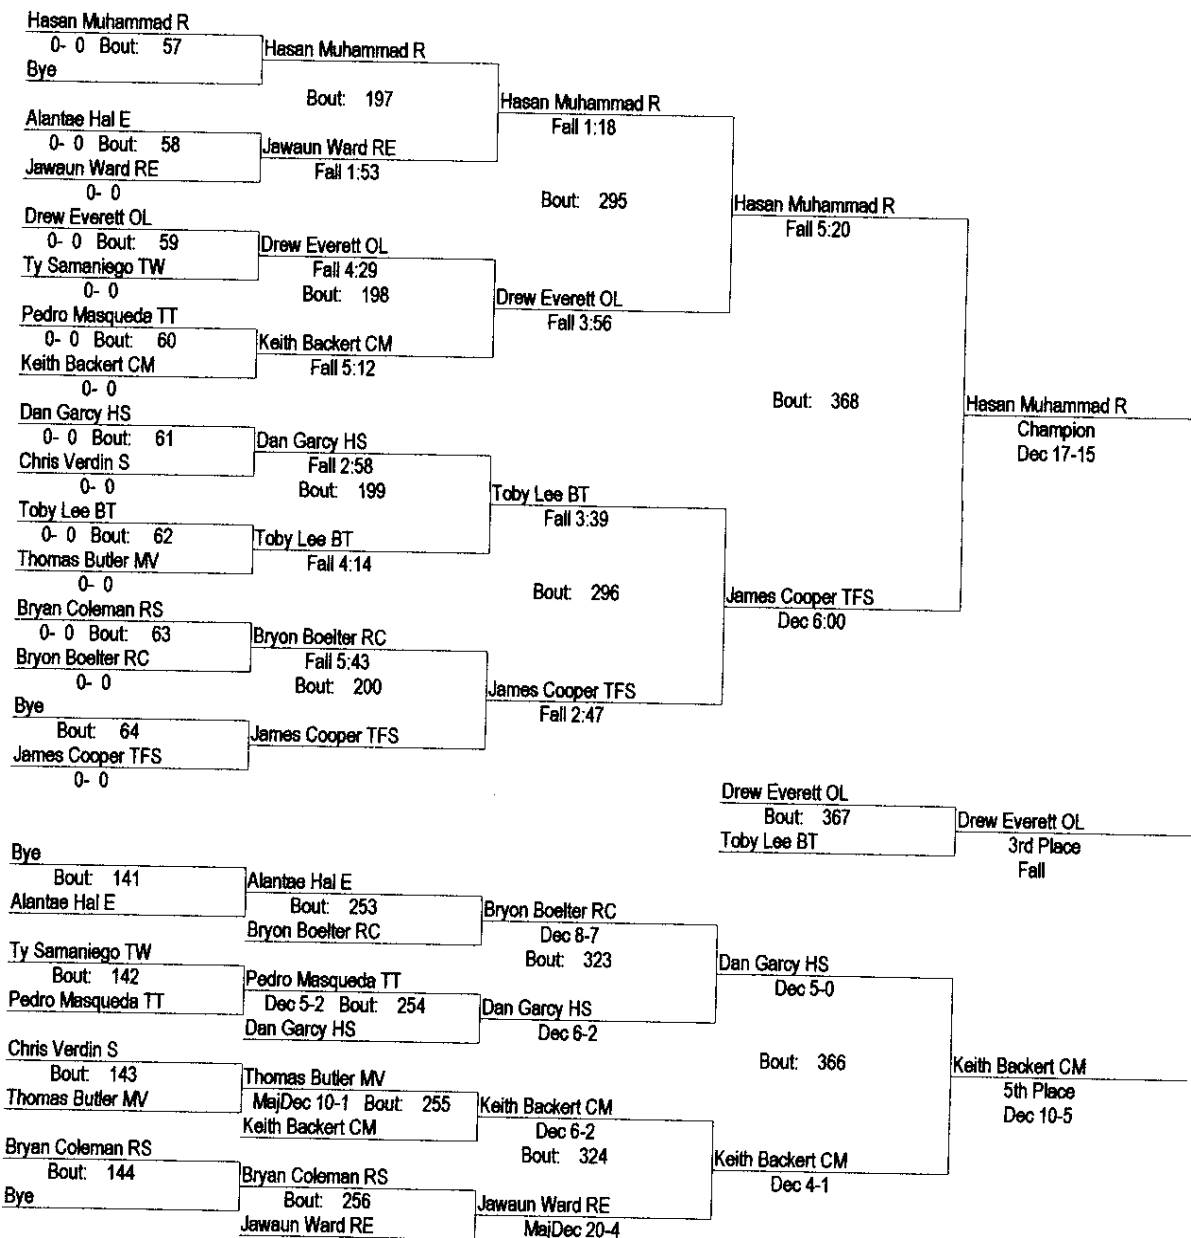 Hasan Muhammad R
0- 0 Bout: 57
Bye
Hasan Muhammad R
Bout: 197
Alantae Hal E
0- 0 Bout: 58
Jawaun Ward RE
0- 0
Jawaun Ward RE
Fall 1:53
Hasan Muhammad R
Fall 1:18
Bout: 295
Drew Everett OL
0- 0 Bout: 59
Ty Samaniego TW
0- 0
Drew Everett OL
Fall 4:29
Bout: 198
Pedro Masqueda TT
0- 0 Bout: 60
Keith Backert CM
0- 0
Keith Backert CM
Fall 5:12
Drew Everett OL
Fall 3:56
Hasan Muhammad R
Fall 5:20
Bout: 368
Hasan Muhammad R
Champion
Dec 17-15
Dan Garcy HS
0- 0 Bout: 61
Chris Verdin S
0- 0
Dan Garcy HS
Fall 2:58
Bout: 199
Toby Lee BT
0- 0 Bout: 62
Thomas Butler MV
0- 0
Toby Lee BT
Fall 4:14
Toby Lee BT
Fall 3:39
Bout: 296
Bryan Coleman RS
0- 0 Bout: 63
Bryon Boelter RC
0- 0
Bryon Boelter RC
Fall 5:43
Bout: 200
Bye
Bout: 64
James Cooper TFS
0- 0
James Cooper TFS
James Cooper TFS
Fall 2:47
James Cooper TFS
Dec 6:00
Drew Everett OL
Bout: 367
Toby Lee BT
Drew Everett OL
3rd Place
Fall
Bye
Bout: 141
Alantae Hal E
Alantae Hal E
Bout: 253
Bryon Boelter RC
Bryon Boelter RC
Dec 8-7
Bout: 323
Ty Samaniego TW
Bout: 142
Pedro Masqueda TT
Pedro Masqueda TT
Dec 5-2 Bout: 254
Dan Garcy HS
Dan Garcy HS
Dec 6-2
Dan Garcy HS
Dec 5-0
Bout: 366
Keith Backert CM
5th Place
Dec 10-5
Chris Verdin S
Bout: 143
Thomas Butler MV
Thomas Butler MV
MajDec 10-1 Bout: 255
Keith Backert CM
Keith Backert CM
Dec 6-2
Bout: 324
Keith Backert CM
Dec 4-1
Bryan Coleman RS
Bout: 144
Bye
Bryan Coleman RS
Bout: 256
Jawaun Ward RE
Jawaun Ward RE
MajDec 20-4